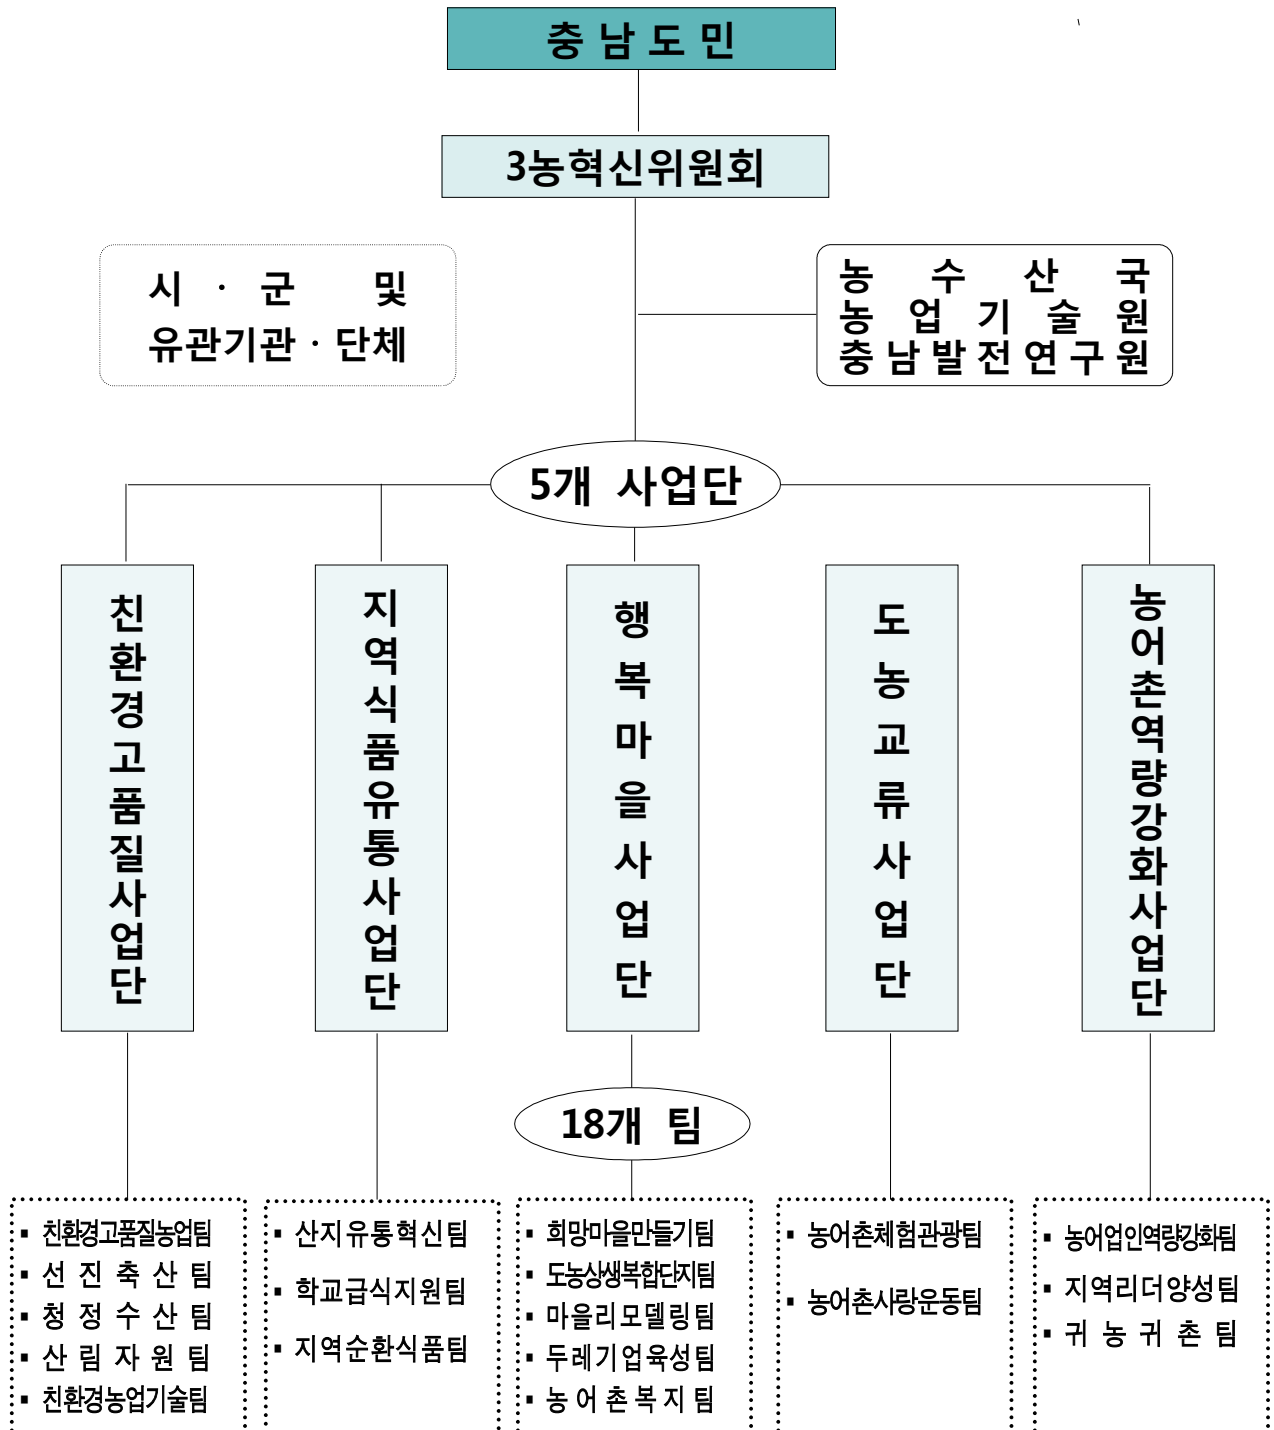 충남도민
3농혁신위원회
시 · 군 및
유관기관 · 단체
농수산국
농업기술원
충남발전연구원
5개 사업단
친환경고품질사업단
지역식품유통사업단
행복마을사업단
도농교류사업단
농어촌역량강화사업단
18개 팀
▪ 친환경고품질농업팀
▪ 선진축산팀
▪ 청정수산팀
▪ 산림자원팀
▪ 친환경농업기술팀
▪ 산지유통혁신팀
▪ 학교급식지원팀
▪ 지역순환식품팀
▪ 희망마을만들기팀
▪ 도농상생복합단지팀
▪ 마을리모델링팀
▪ 두레기업육성팀
▪ 농어촌복지팀
▪ 농어촌체험관광팀
▪ 농어촌사랑운동팀
▪ 농어업인역량강화팀
▪ 지역리더양성팀
▪ 귀농귀촌팀